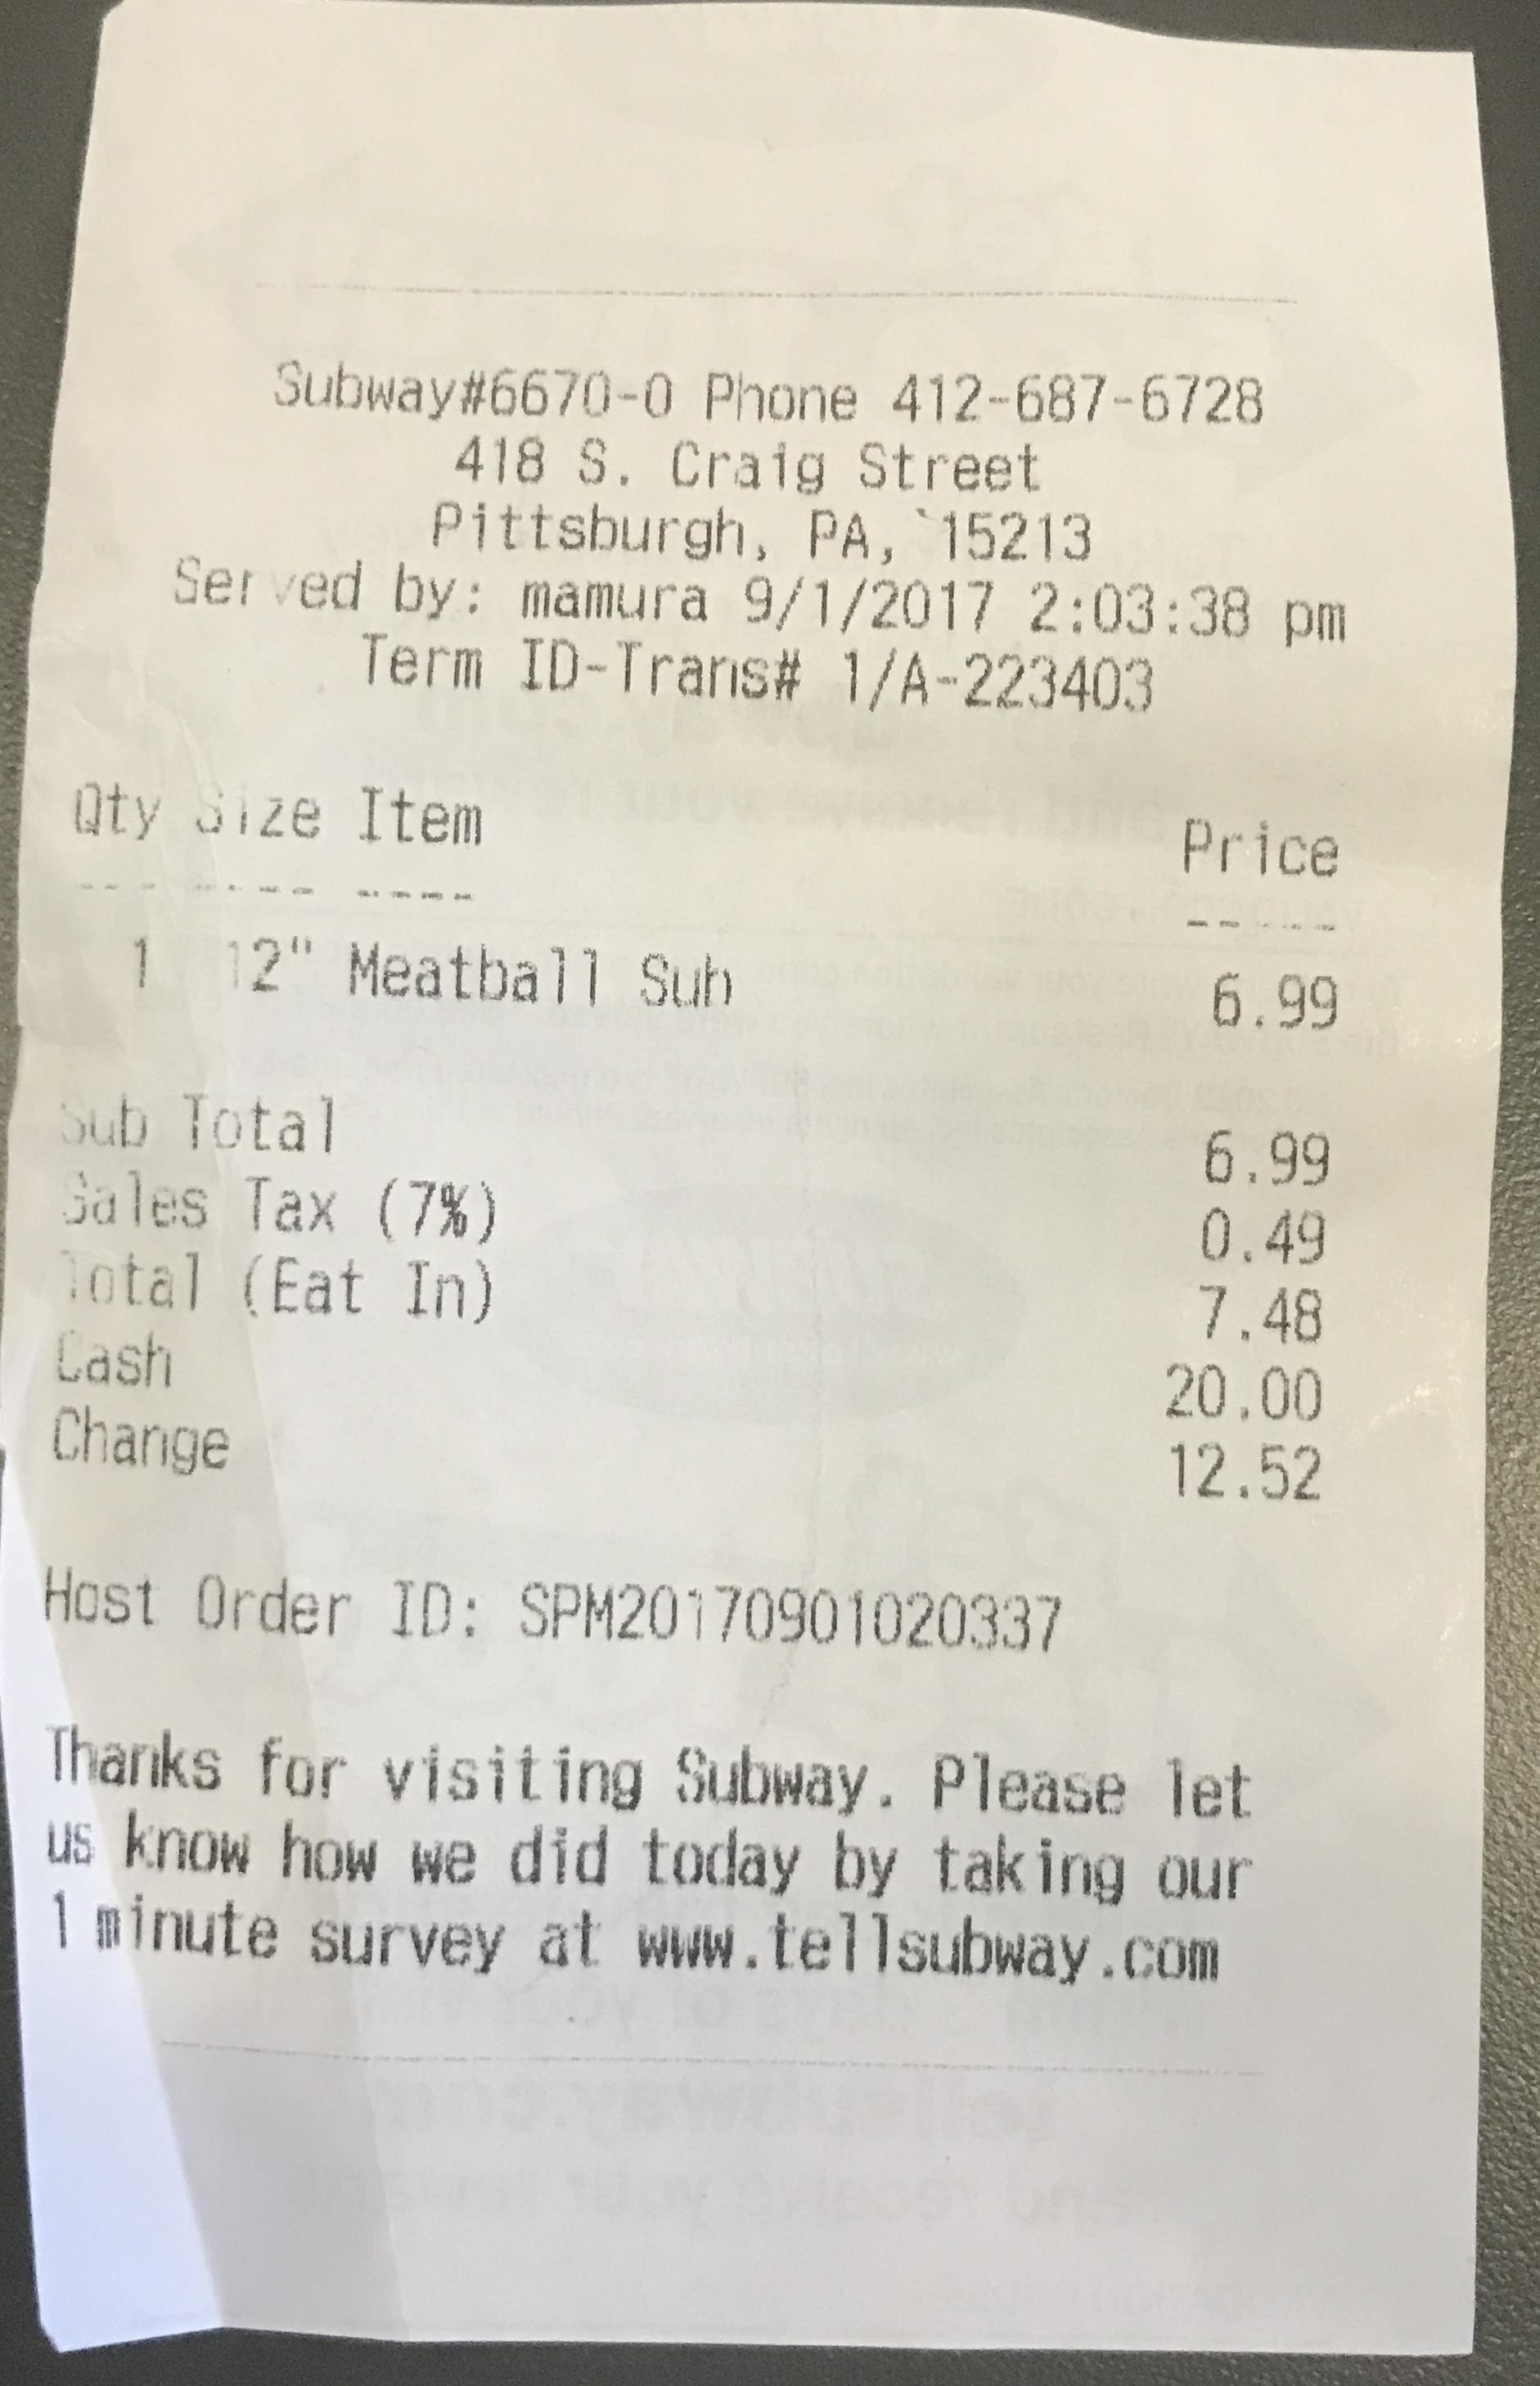 Subway#6670-0 Phone 412-687-6728
418 S. Craig Street
Pittsburgh, PA, `15213
Served by: mamura 9/1/2017 2:03:38 pm
Term ID-Trans# 1/A-223403
Qty Size Item Price
--- ---- ---- -----
1 12" Meatball Sub 6.99
Sub Total 6.99
Sales Tax (7%) 0.49
Total (Eat In) 7.48
Cash 20.00
Change 12.52
Host Order ID: SPM20170901020337
Thanks for visiting Subway. Please let
us know how we did today by taking our
1 minute survey at www.tellsubway.com